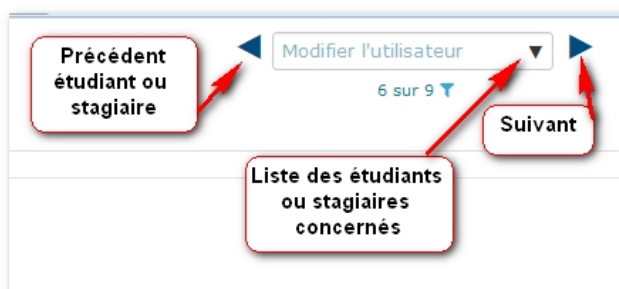 Précédent
étudiant ou
stagiaire
Modifier l'utilisateur
6 sur 9
Suivant
Liste des étudiants
ou stagiaires
concernés